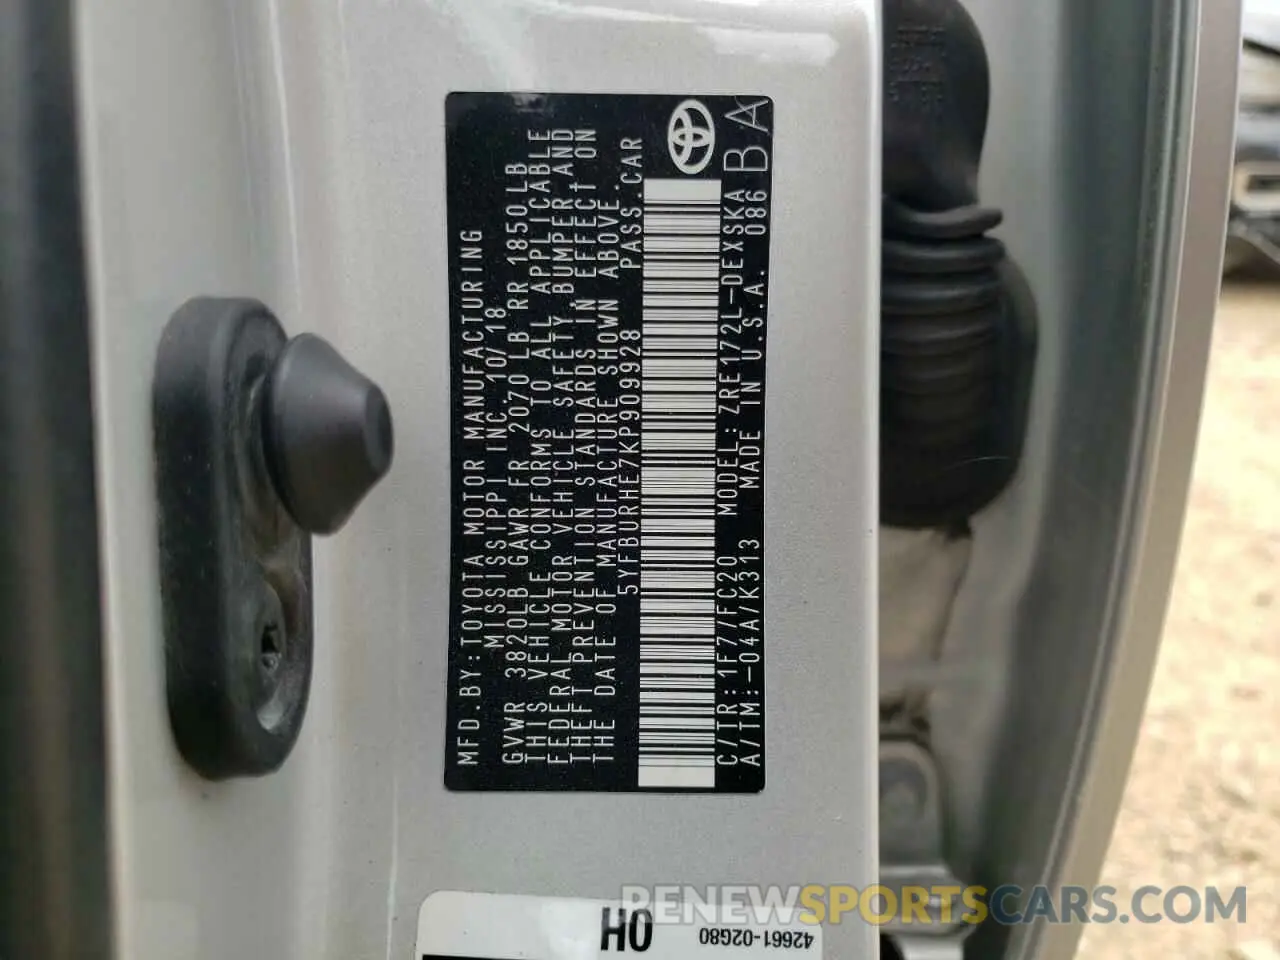 MFD.BY:TOYOTA MOTOR MANUFACTURING
MISSISSIPPI INC. 10/18
GVWR 3820LB GAWR FR 2070 LB RR 1850 LB
THIS VEHICLE CONFORMS TO ALL APPLICABLE
FEDERAL MOTOR VEHICLE SAFETY, BUMPER, AND
THEFT PREVENTION STANDARDS IN EFFECT ON
THE DATE OF MANUFACTURE SHOWN ABOVE.
5YFBURHE7KP909928 PASS.CAR
C/TR:1F7/FC20 MODEL:ZRE172L-DEXSKA
A/TM:-04A/K313 MADE IN U.S.A. 086
B A
OH
42661-02G80
RENEWSPORTSCARS.COM